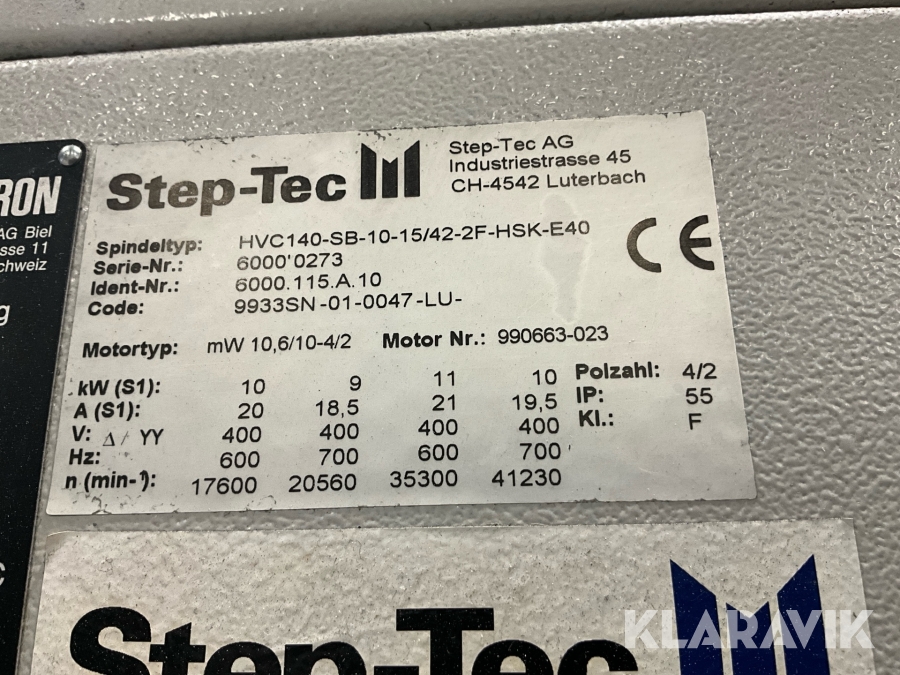 RON
AG Biel
sse 11
chweiz
g
C
Step-Tec
Step-Tec AG
Industriestrasse 45
CH-4542 Luterbach
Spindeltyp: HVC140-SB-10-15/42-2F-HSK-E40
Serie-Nr.: 6000'0273
Ident-Nr.: 6000.115.A.10
Code: 9933SN-01-0047-LU-
CE
Motortyp: mW 10,6/10-4/2 Motor Nr.: 990663-023
kW (S1): 10 9 11 10 Polzahl: 4/2
A (S1): 20 18,5 21 19,5 IP: 55
V: Δ / YY 400 400 400 400 Kl.: F
Hz: 600 700 600 700
n (min-¹): 17600 20560 35300 41230
Step-Tec
KLARAVIK